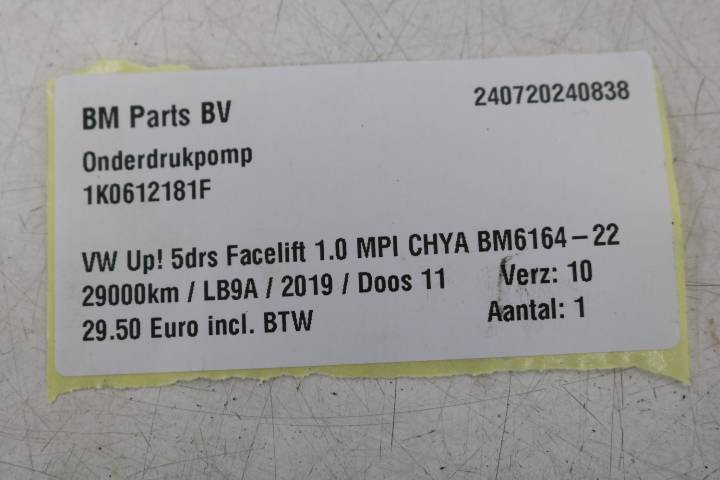 BM Parts BV 240720240838
Onderdrukpomp
1K0612181F
VW Up! 5drs Facelift 1.0 MPI CHYA BM6164-22
29000km / LB9A / 2019 / Doos 11 Verz: 10
29.50 Euro incl. BTW Aantal: 1